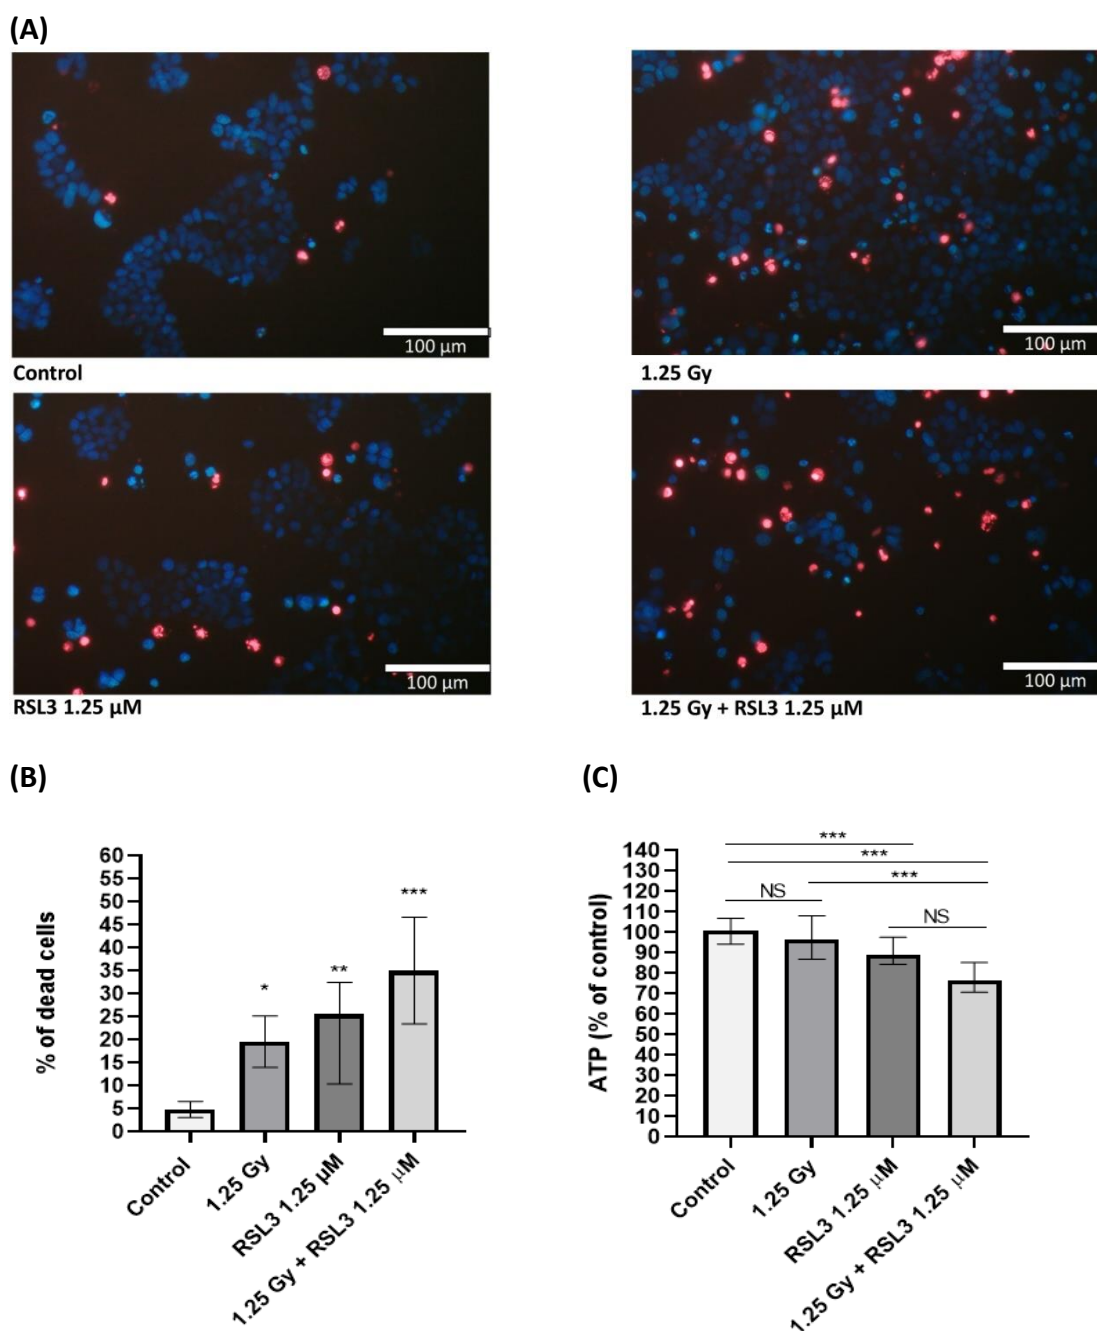 (A)
100 µm
100 µm
Control
1.25 Gy
100 µm
100 µm
RSL3 1.25 µM
1.25 Gy + RSL3 1.25 µM
(B)
% of dead cells
60
55
50
45
40
35
30
25
20
15
10
5
0
*
**
***
Control
1.25 Gy
RSL3 1.25 µM
1.25 Gy + RSL3 1.25 µM
(C)
ATP (% of control)
140
130
120
110
100
90
80
70
60
50
40
30
20
10
0
***
***
***
NS
NS
Control
1.25 Gy
RSL3 1.25 µM
1.25 Gy + RSL3 1.25 µM